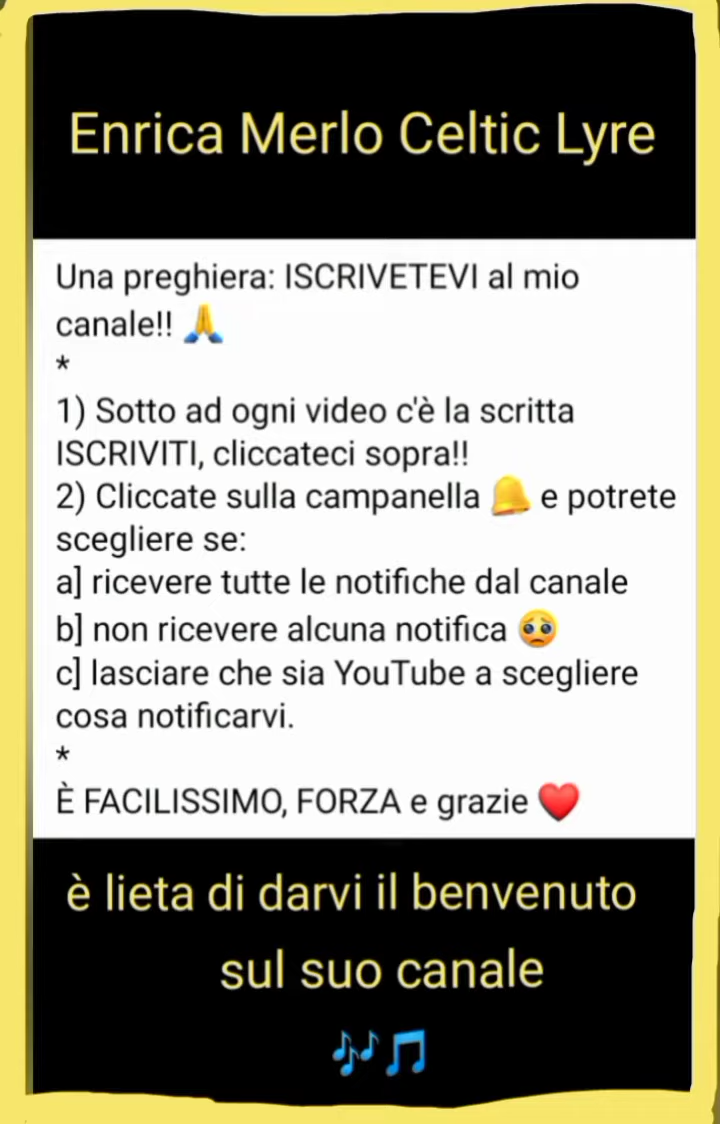 Enrica Merlo Celtic Lyre
Una preghiera: ISCRIVETEVI al mio
canale!! 🙏
*
1) Sotto ad ogni video c'è la scritta
ISCRIVITI, cliccateci sopra!!
2) Cliccate sulla campanella 🔔 e potrete
scegliere se:
a] ricevere tutte le notifiche dal canale
b] non ricevere alcuna notifica 🥺
c] lasciare che sia YouTube a scegliere
cosa notificarvi.
*
È FACILISSIMO, FORZA e grazie ❤️
è lieta di darvi il benvenuto
sul suo canale
🎶🎵